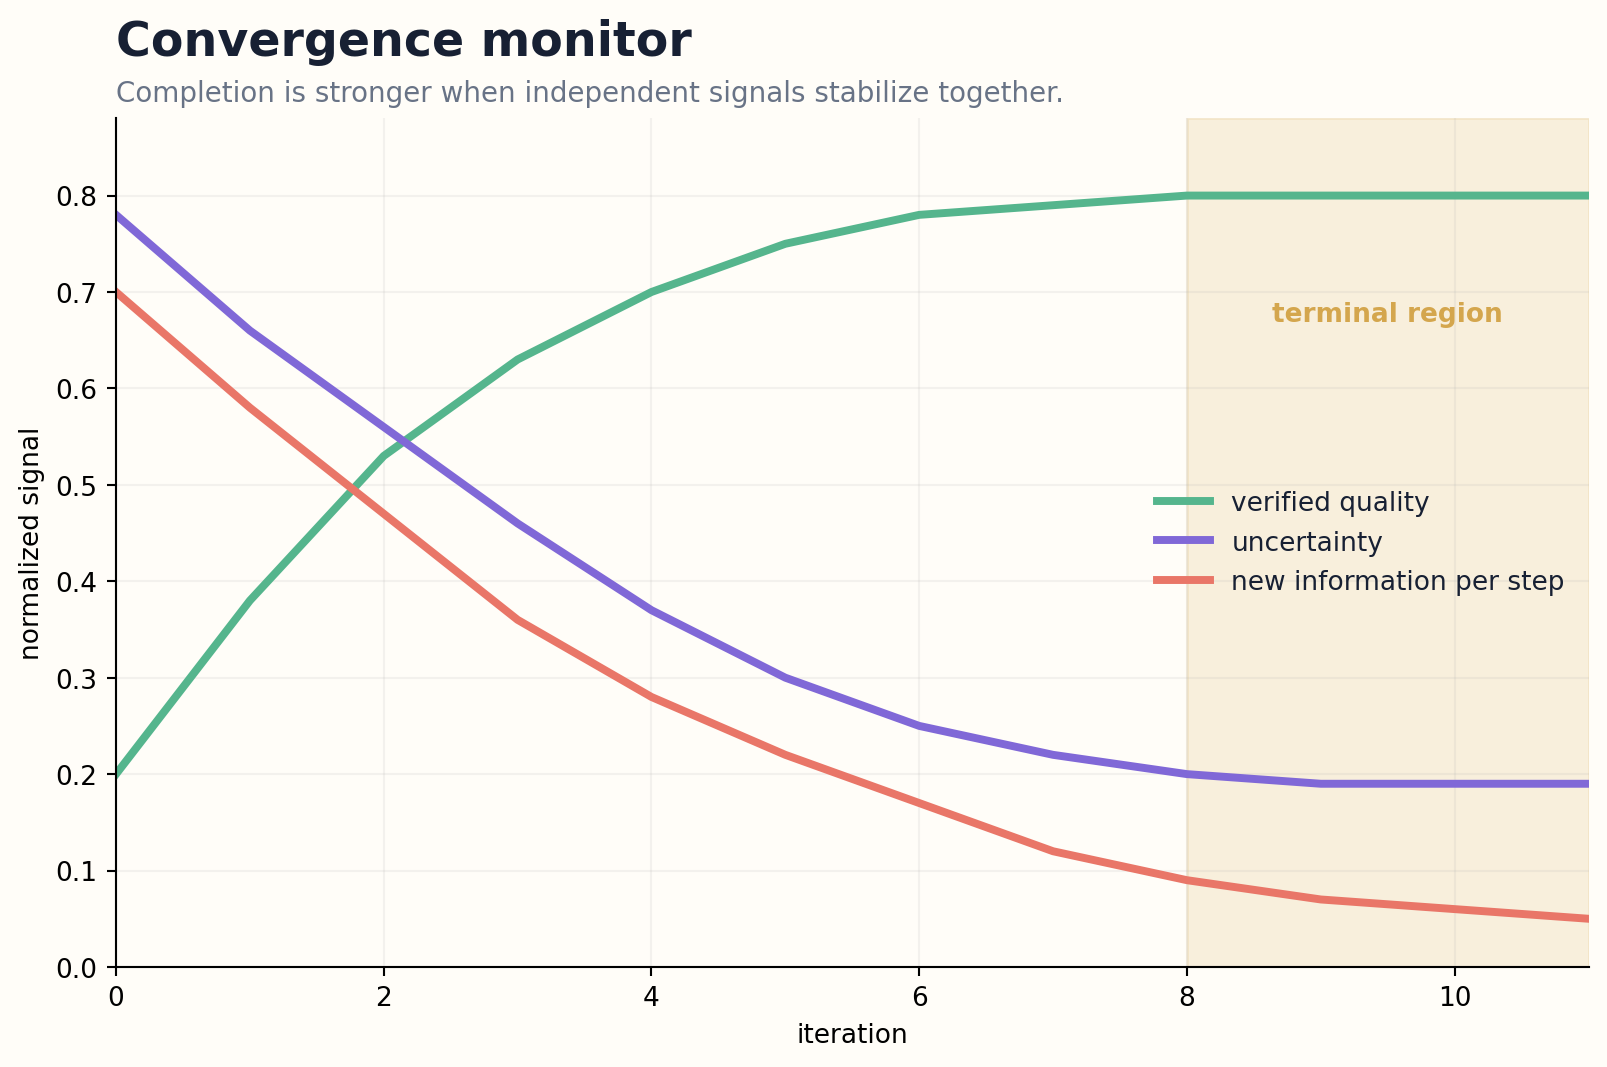 Convergence monitor
Completion is stronger when independent signals stabilize together.
0.8
0.7
0.6
0.5
0.4
0.3
0.2
0.1
0.0
normalized signal
terminal region
verified quality
uncertainty
new information per step
0 2 4 6 8 10
iteration